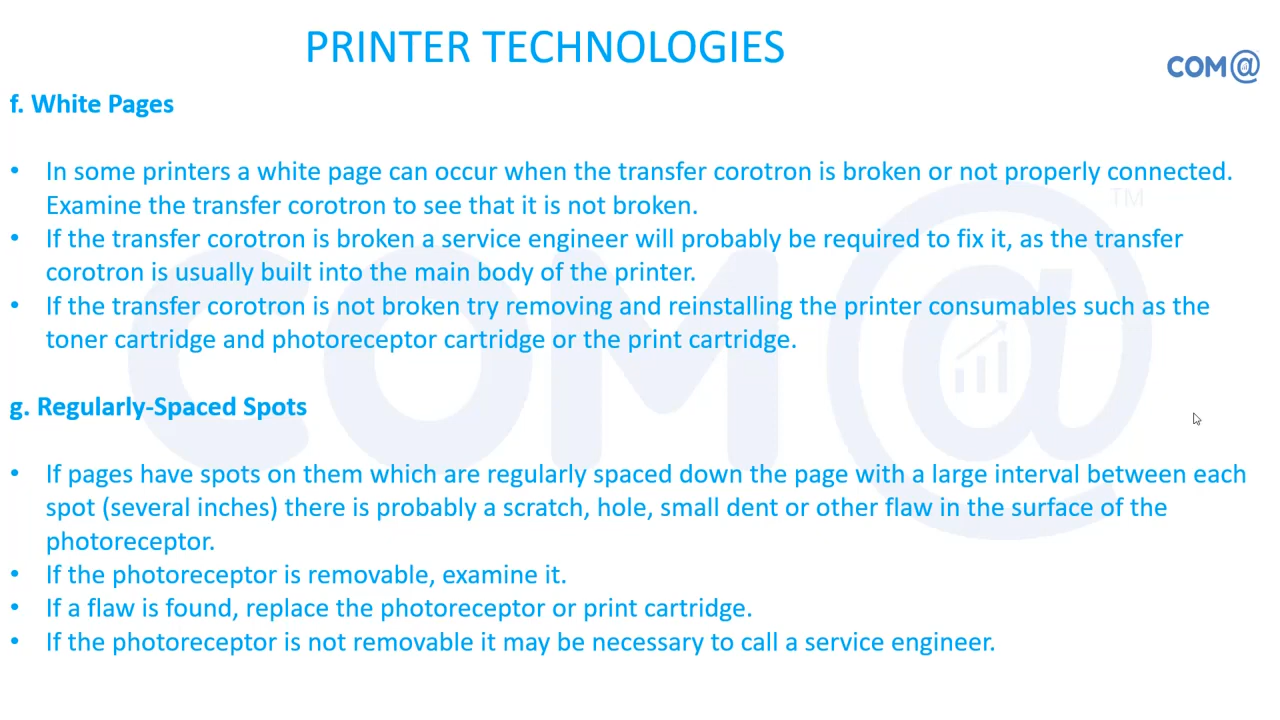 PRINTER TECHNOLOGIES
COM@
f. White Pages
• In some printers a white page can occur when the transfer corotron is broken or not properly connected.
Examine the transfer corotron to see that it is not broken.
• If the transfer corotron is broken a service engineer will probably be required to fix it, as the transfer
corotron is usually built into the main body of the printer.
• If the transfer corotron is not broken try removing and reinstalling the printer consumables such as the
toner cartridge and photoreceptor cartridge or the print cartridge.
g. Regularly-Spaced Spots
• If pages have spots on them which are regularly spaced down the page with a large interval between each
spot (several inches) there is probably a scratch, hole, small dent or other flaw in the surface of the
photoreceptor.
• If the photoreceptor is removable, examine it.
• If a flaw is found, replace the photoreceptor or print cartridge.
• If the photoreceptor is not removable it may be necessary to call a service engineer.
COM@ TM